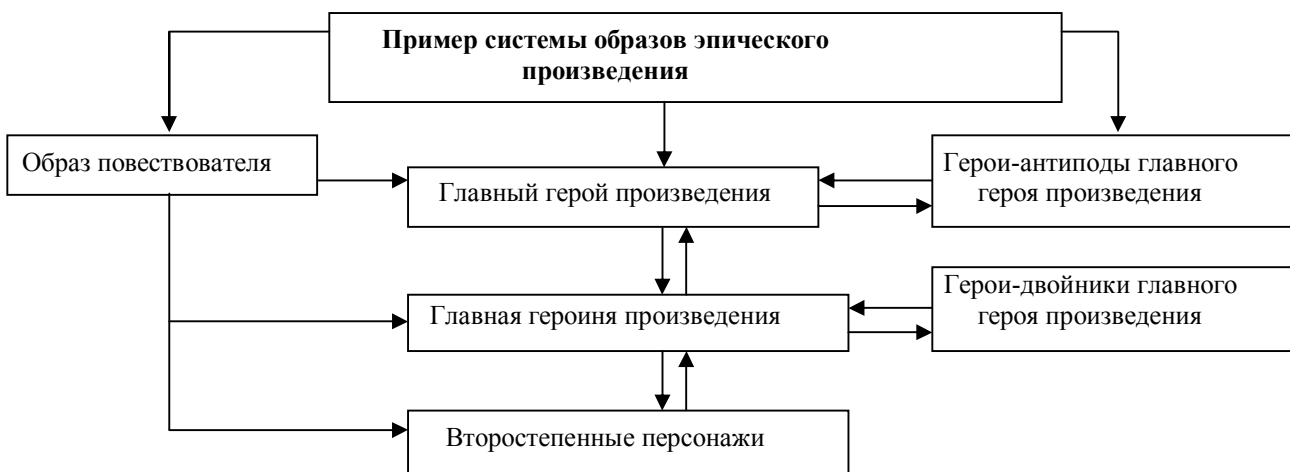 Пример системы образов эпического
произведения
Образ повествователя
Главный герой произведения
Герои-антиподы главного
героя произведения
Главная героиня произведения
Герои-двойники главного
героя произведения
Второстепенные персонажи